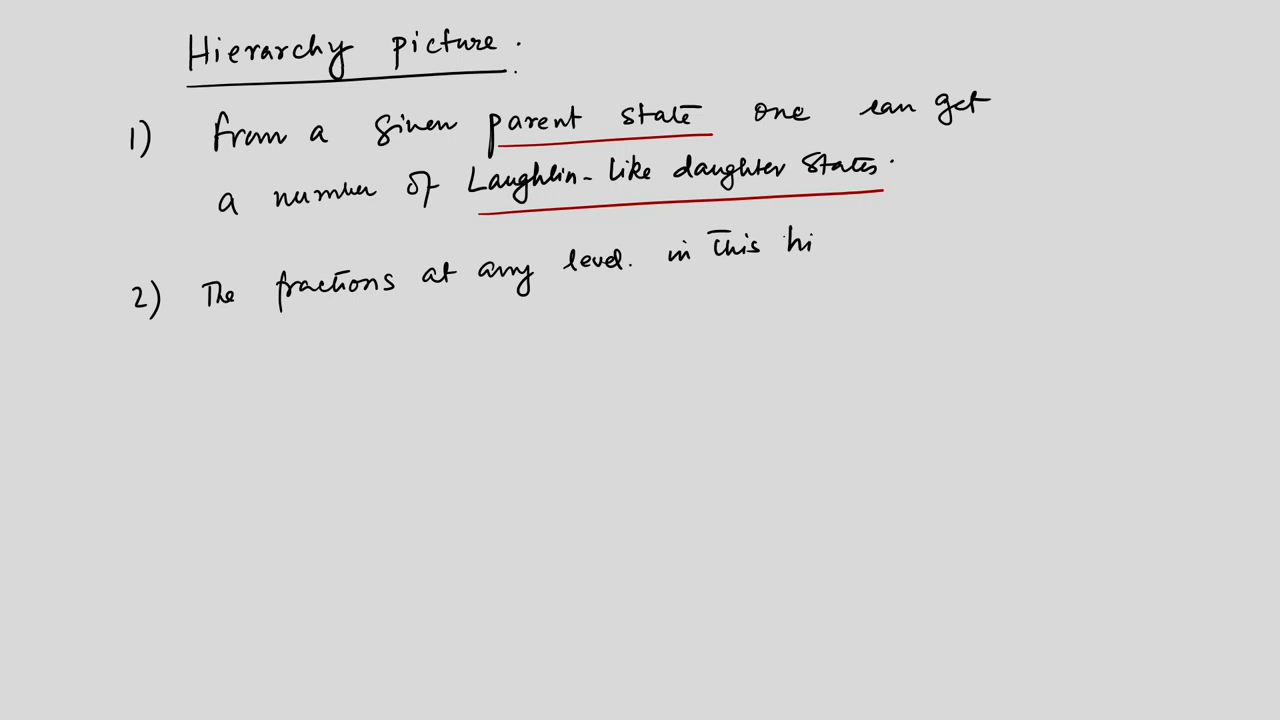 Hierarchy picture.
1) From a given parent state one can get
a number of Laughlin-like daughter states.
2) The fractions at any level. in this hi